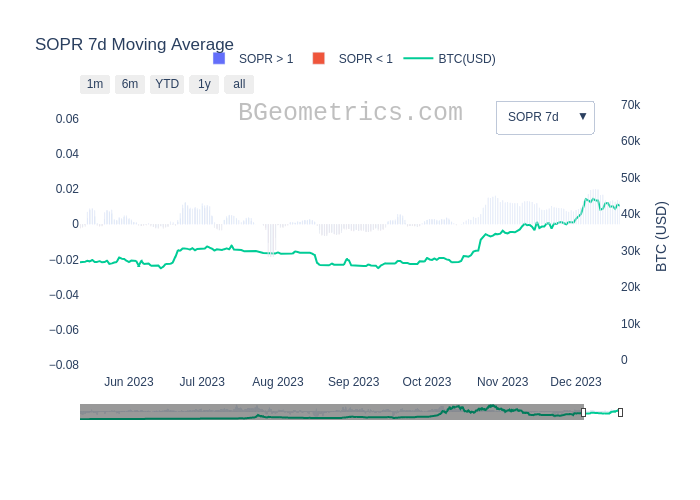 SOPR 7d Moving Average
SOPR > 1 SOPR < 1 BTC(USD)
1m 6m YTD 1y all
BGeometrics.com
SOPR 7d ▼
0.06
0.04
0.02
0
−0.02
−0.04
−0.06
−0.08
70k
60k
50k
40k
30k
20k
10k
0
BTC (USD)
Jun 2023 Jul 2023 Aug 2023 Sep 2023 Oct 2023 Nov 2023 Dec 2023